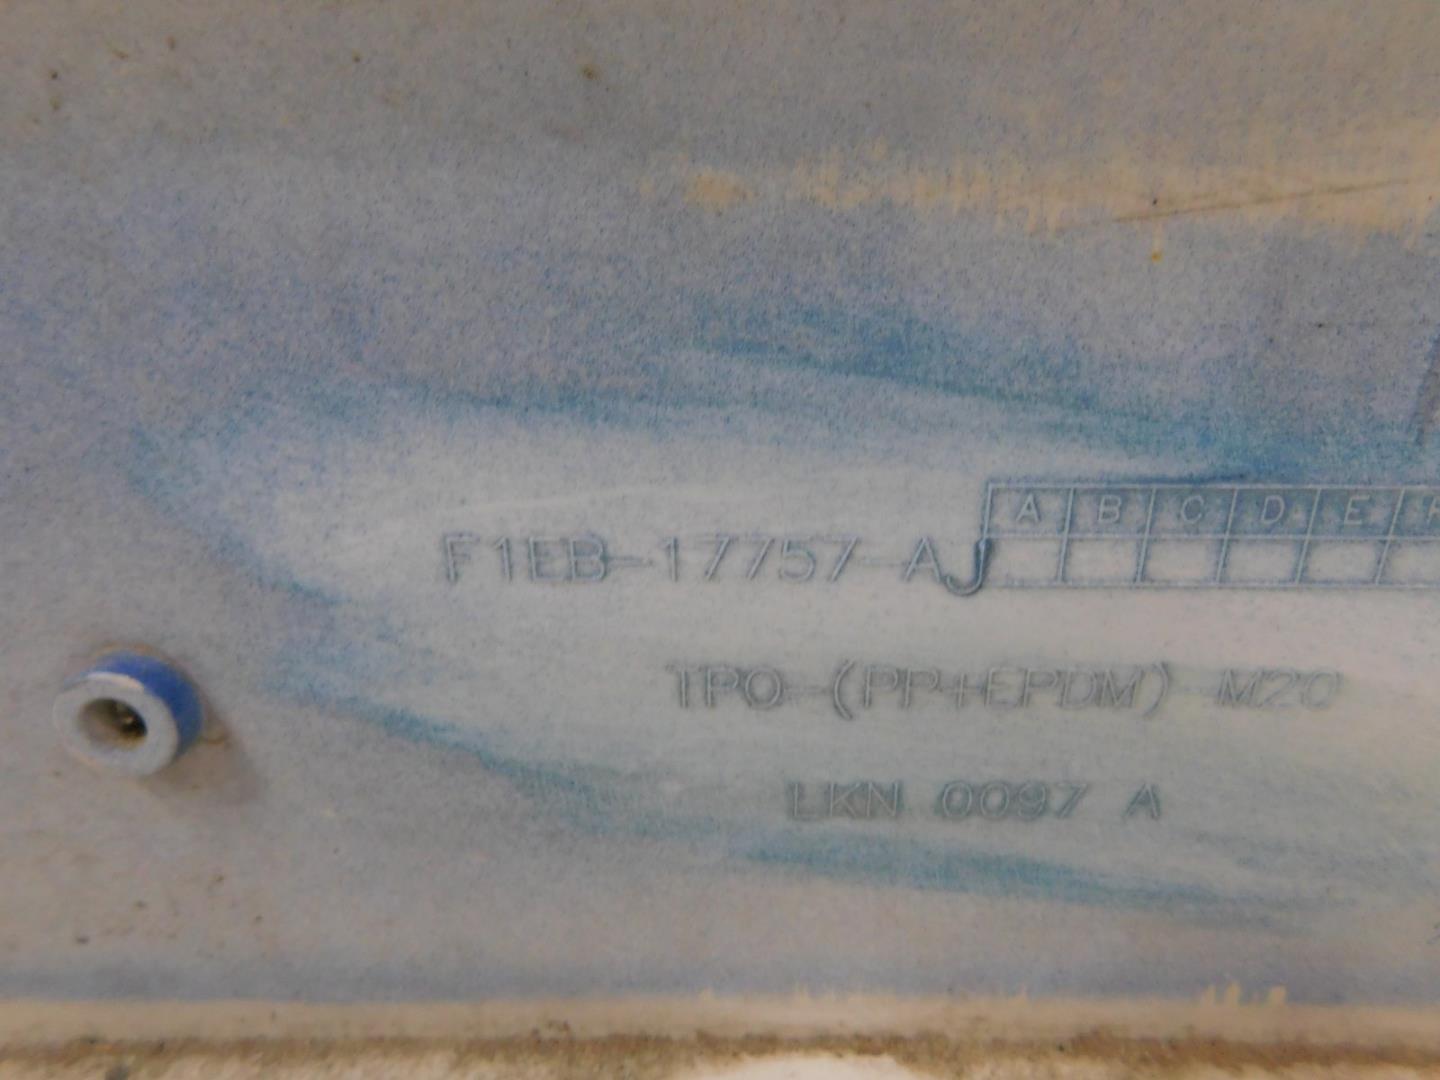 A B C D E F
F1EB-17757-AJ
TPO-(PP+EPDM)-M20
LKN 0097 A